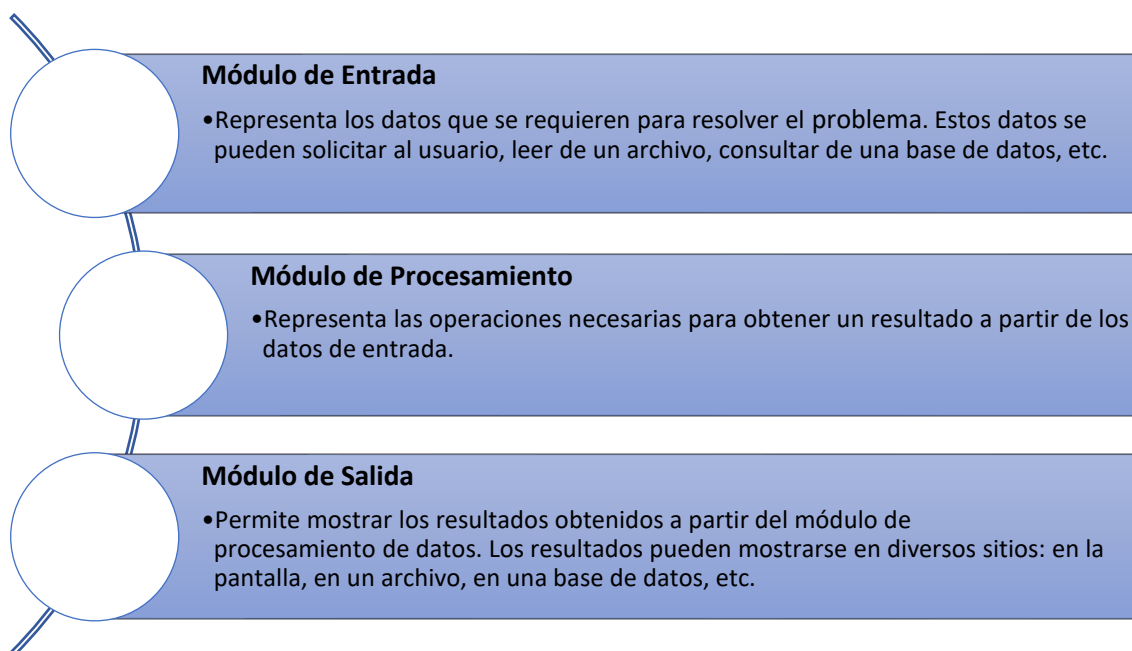 Módulo de Entrada
•Representa los datos que se requieren para resolver el problema. Estos datos se
pueden solicitar al usuario, leer de un archivo, consultar de una base de datos, etc.
Módulo de Procesamiento
•Representa las operaciones necesarias para obtener un resultado a partir de los
datos de entrada.
Módulo de Salida
•Permite mostrar los resultados obtenidos a partir del módulo de
procesamiento de datos. Los resultados pueden mostrarse en diversos sitios: en la
pantalla, en un archivo, en una base de datos, etc.